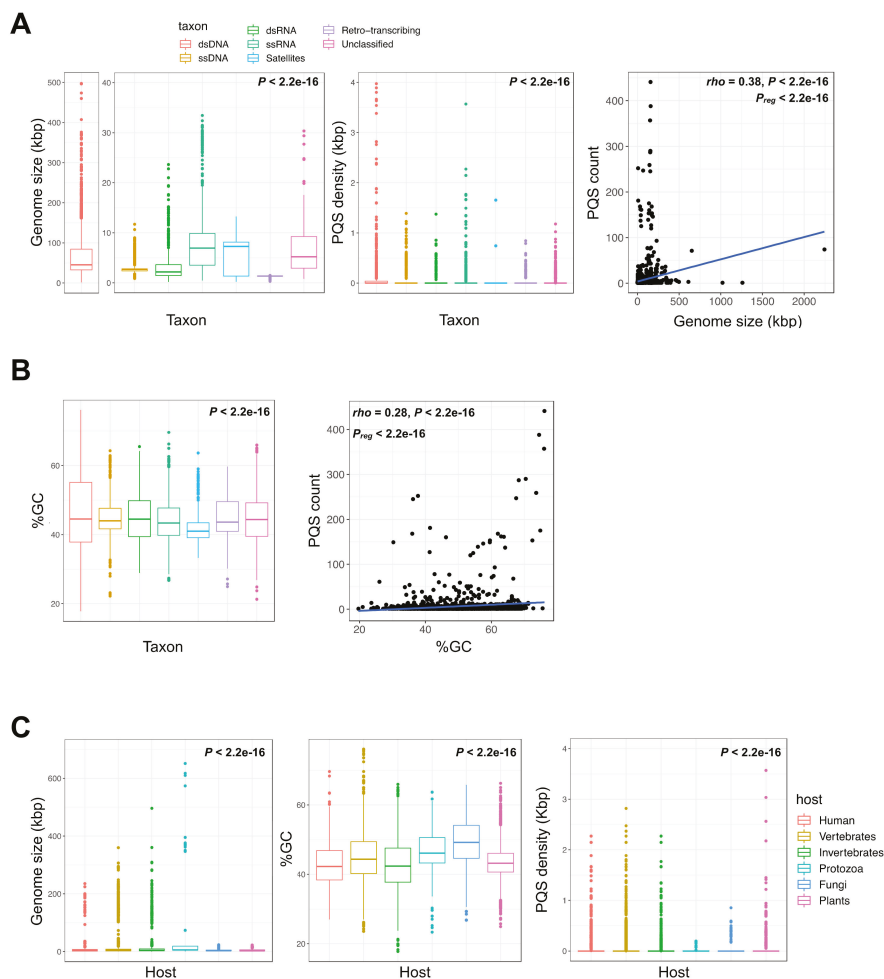 A
taxon
dsDNA
ssDNA
dsRNA
ssRNA
Satellites
Retro-transcribing
Unclassified
Genome size (kbp)
500
400
300
200
100
0
40
30
20
10
0
P < 2.2e-16
Taxon
PQS density (kbp)
4
3
2
1
0
P < 2.2e-16
Taxon
PQS count
400
300
200
100
0
rho = 0.38, P < 2.2e-16
Preg < 2.2e-16
0 500 1000 1500 2000
Genome size (kbp)
B
%GC
60
40
20
P < 2.2e-16
Taxon
PQS count
400
300
200
100
0
rho = 0.28, P < 2.2e-16
Preg < 2.2e-16
20 40 60
%GC
C
Genome size (kbp)
600
400
200
0
P < 2.2e-16
Host
%GC
60
40
20
P < 2.2e-16
Host
PQS density (Kbp)
4
3
2
1
0
P < 2.2e-16
Host
host
Human
Vertebrates
Invertebrates
Protozoa
Fungi
Plants